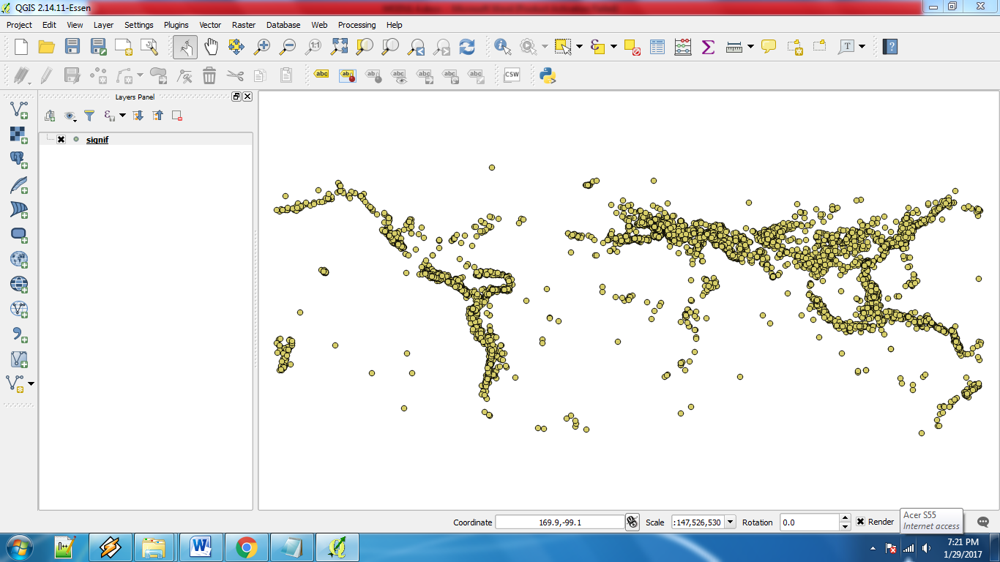 QGIS 2.14.11-Essen
Project Edit View Layer Settings Plugins Vector Raster Database Web Processing Help
1:1
T
abc abc abc abc abc abc abc CSW
Layers Panel
signif
Coordinate 169.9,-99.1 Scale :147,526,530 Rotation 0.0 Render
Acer S55
Internet access
n++ W
7:21 PM
1/29/2017